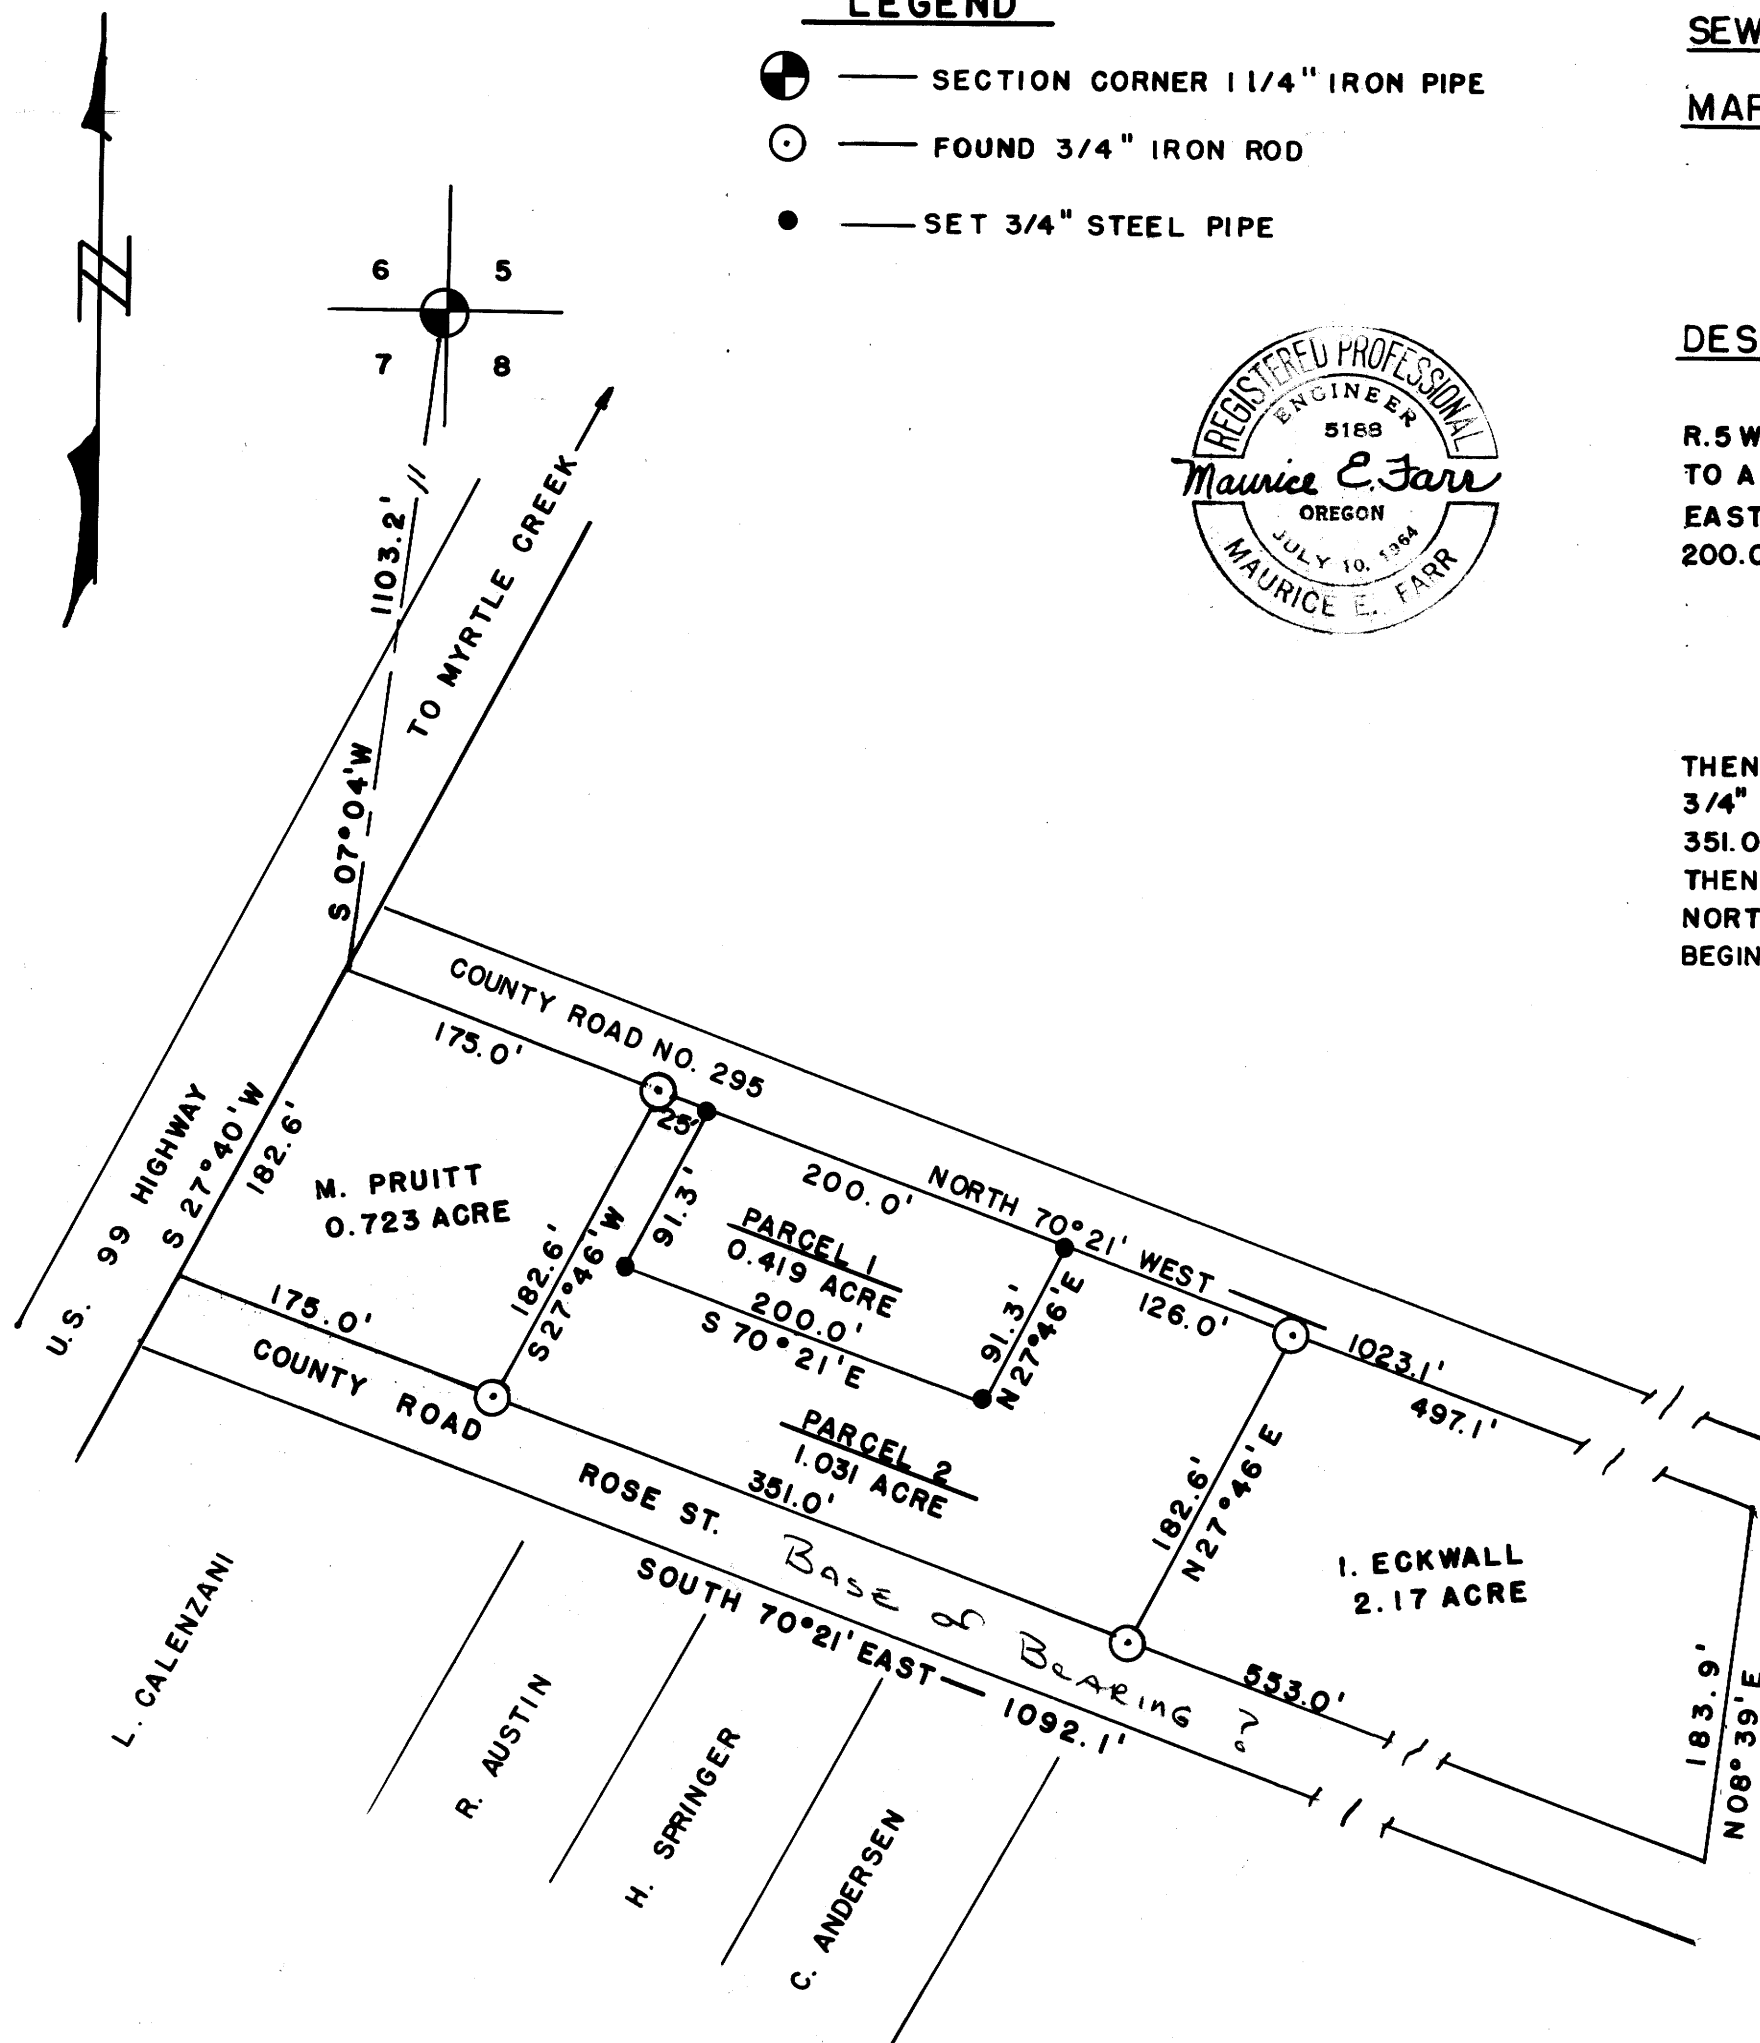 LEGEND
SECTION CORNER 1 1/4" IRON PIPE
FOUND 3/4" IRON ROD
SET 3/4" STEEL PIPE
SEW
MAP
DES
R.5W
TO A
EAST
200.0
THEN
3/4"
351.0
THEN
NORT
BEGIN
N
6 5
7 8
REGISTERED PROFESSIONAL
ENGINEER
5188
Maurice E. Farr
OREGON
JULY 10, 1964
MAURICE E. FARR
1103.2'
S 07°04'W
TO MYRTLE CREEK
U.S. 99 HIGHWAY
S 27°40'W
182.6'
COUNTY ROAD NO. 295
175.0'
25'
M. PRUITT
0.723 ACRE
182.6'
S 27°46'W
91.3'
200.0'
NORTH 70°21' WEST
1023.1'
PARCEL 1
0.419 ACRE
200.0'
S 70°21'E
91.3'
N 27°46'E
126.0'
497.1'
175.0'
COUNTY ROAD
ROSE ST.
PARCEL 2
1.031 ACRE
351.0'
182.6'
N 27°46'E
I. ECKWALL
2.17 ACRE
183.9'
N08°39'E
553.0'
BASE of BEARING ?
SOUTH 70°21' EAST — 1092.1'
L. CALENZANI
R. AUSTIN
H. SPRINGER
C. ANDERSEN